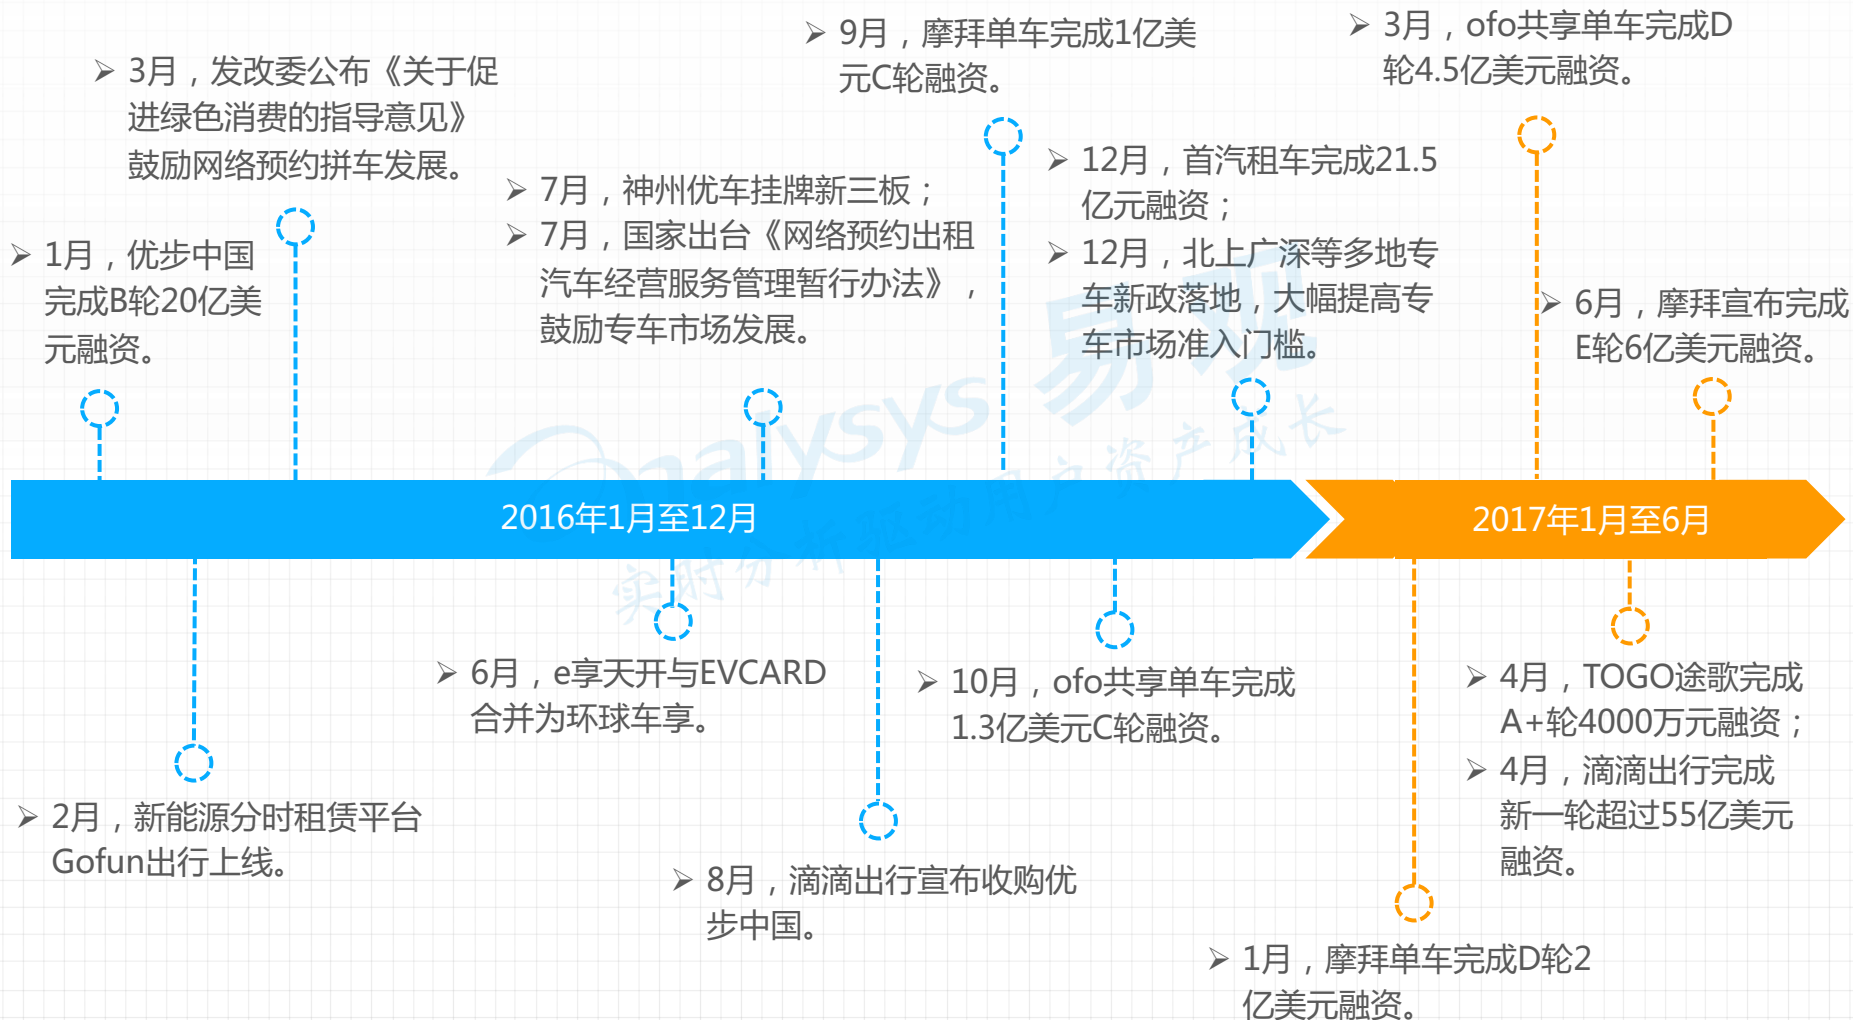 9月，摩拜单车完成1亿美
元C轮融资。
3月，ofo共享单车完成D
轮4.5亿美元融资。
3月，发改委公布《关于促
进绿色消费的指导意见》
鼓励网络预约拼车发展。
12月，首汽租车完成21.5
亿元融资；
12月，北上广深等多地专
车新政落地，大幅提高专
车市场准入门槛。
7月，神州优车挂牌新三板；
7月，国家出台《网络预约出租
汽车经营服务管理暂行办法》，
鼓励专车市场发展。
1月，优步中国
完成B轮20亿美
元融资。
6月，摩拜宣布完成
E轮6亿美元融资。
analysys 易观
实时分析驱动用户资产成长
2016年1月至12月
2017年1月至6月
6月，e享天开与EVCARD
合并为环球车享。
10月，ofo共享单车完成
1.3亿美元C轮融资。
4月，TOGO途歌完成
A+轮4000万元融资；
4月，滴滴出行完成
新一轮超过55亿美元
融资。
2月，新能源分时租赁平台
Gofun出行上线。
8月，滴滴出行宣布收购优
步中国。
1月，摩拜单车完成D轮2
亿美元融资。